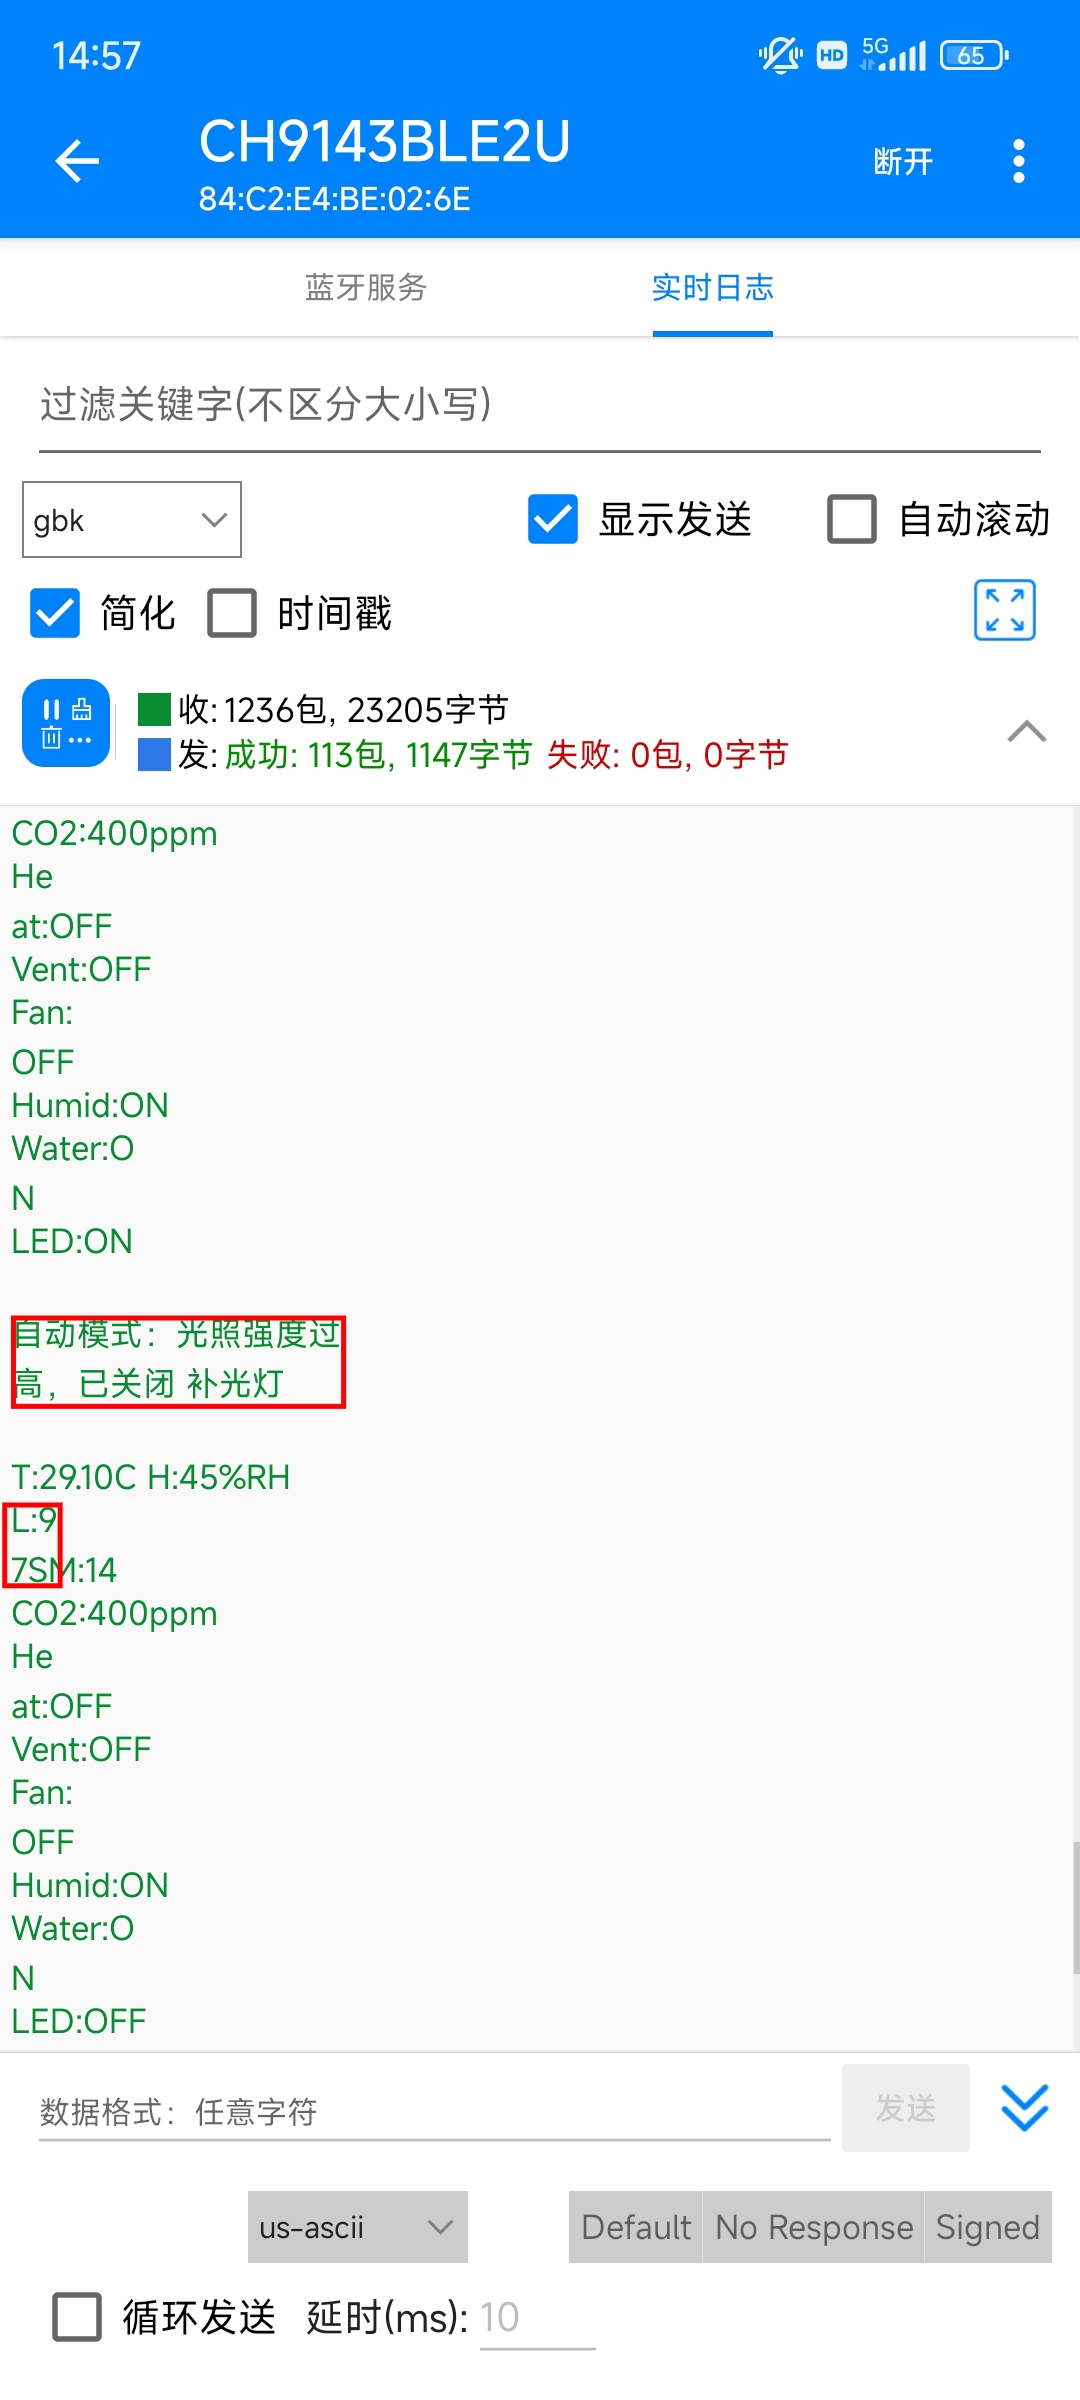 14:57
HD 5G 65
CH9143BLE2U
84:C2:E4:BE:02:6E
断开
蓝牙服务 实时日志
过滤关键字(不区分大小写)
gbk 显示发送 自动滚动
简化 时间戳
收: 1236包, 23205字节
发: 成功: 113包, 1147字节 失败: 0包, 0字节
CO2:400ppm
He
at:OFF
Vent:OFF
Fan:
OFF
Humid:ON
Water:O
N
LED:ON
自动模式：光照强度过
高，已关闭 补光灯
T:29.10C H:45%RH
L:9
7SM:14
CO2:400ppm
He
at:OFF
Vent:OFF
Fan:
OFF
Humid:ON
Water:O
N
LED:OFF
数据格式：任意字符 发送
us-ascii Default No Response Signed
循环发送 延时(ms): 10